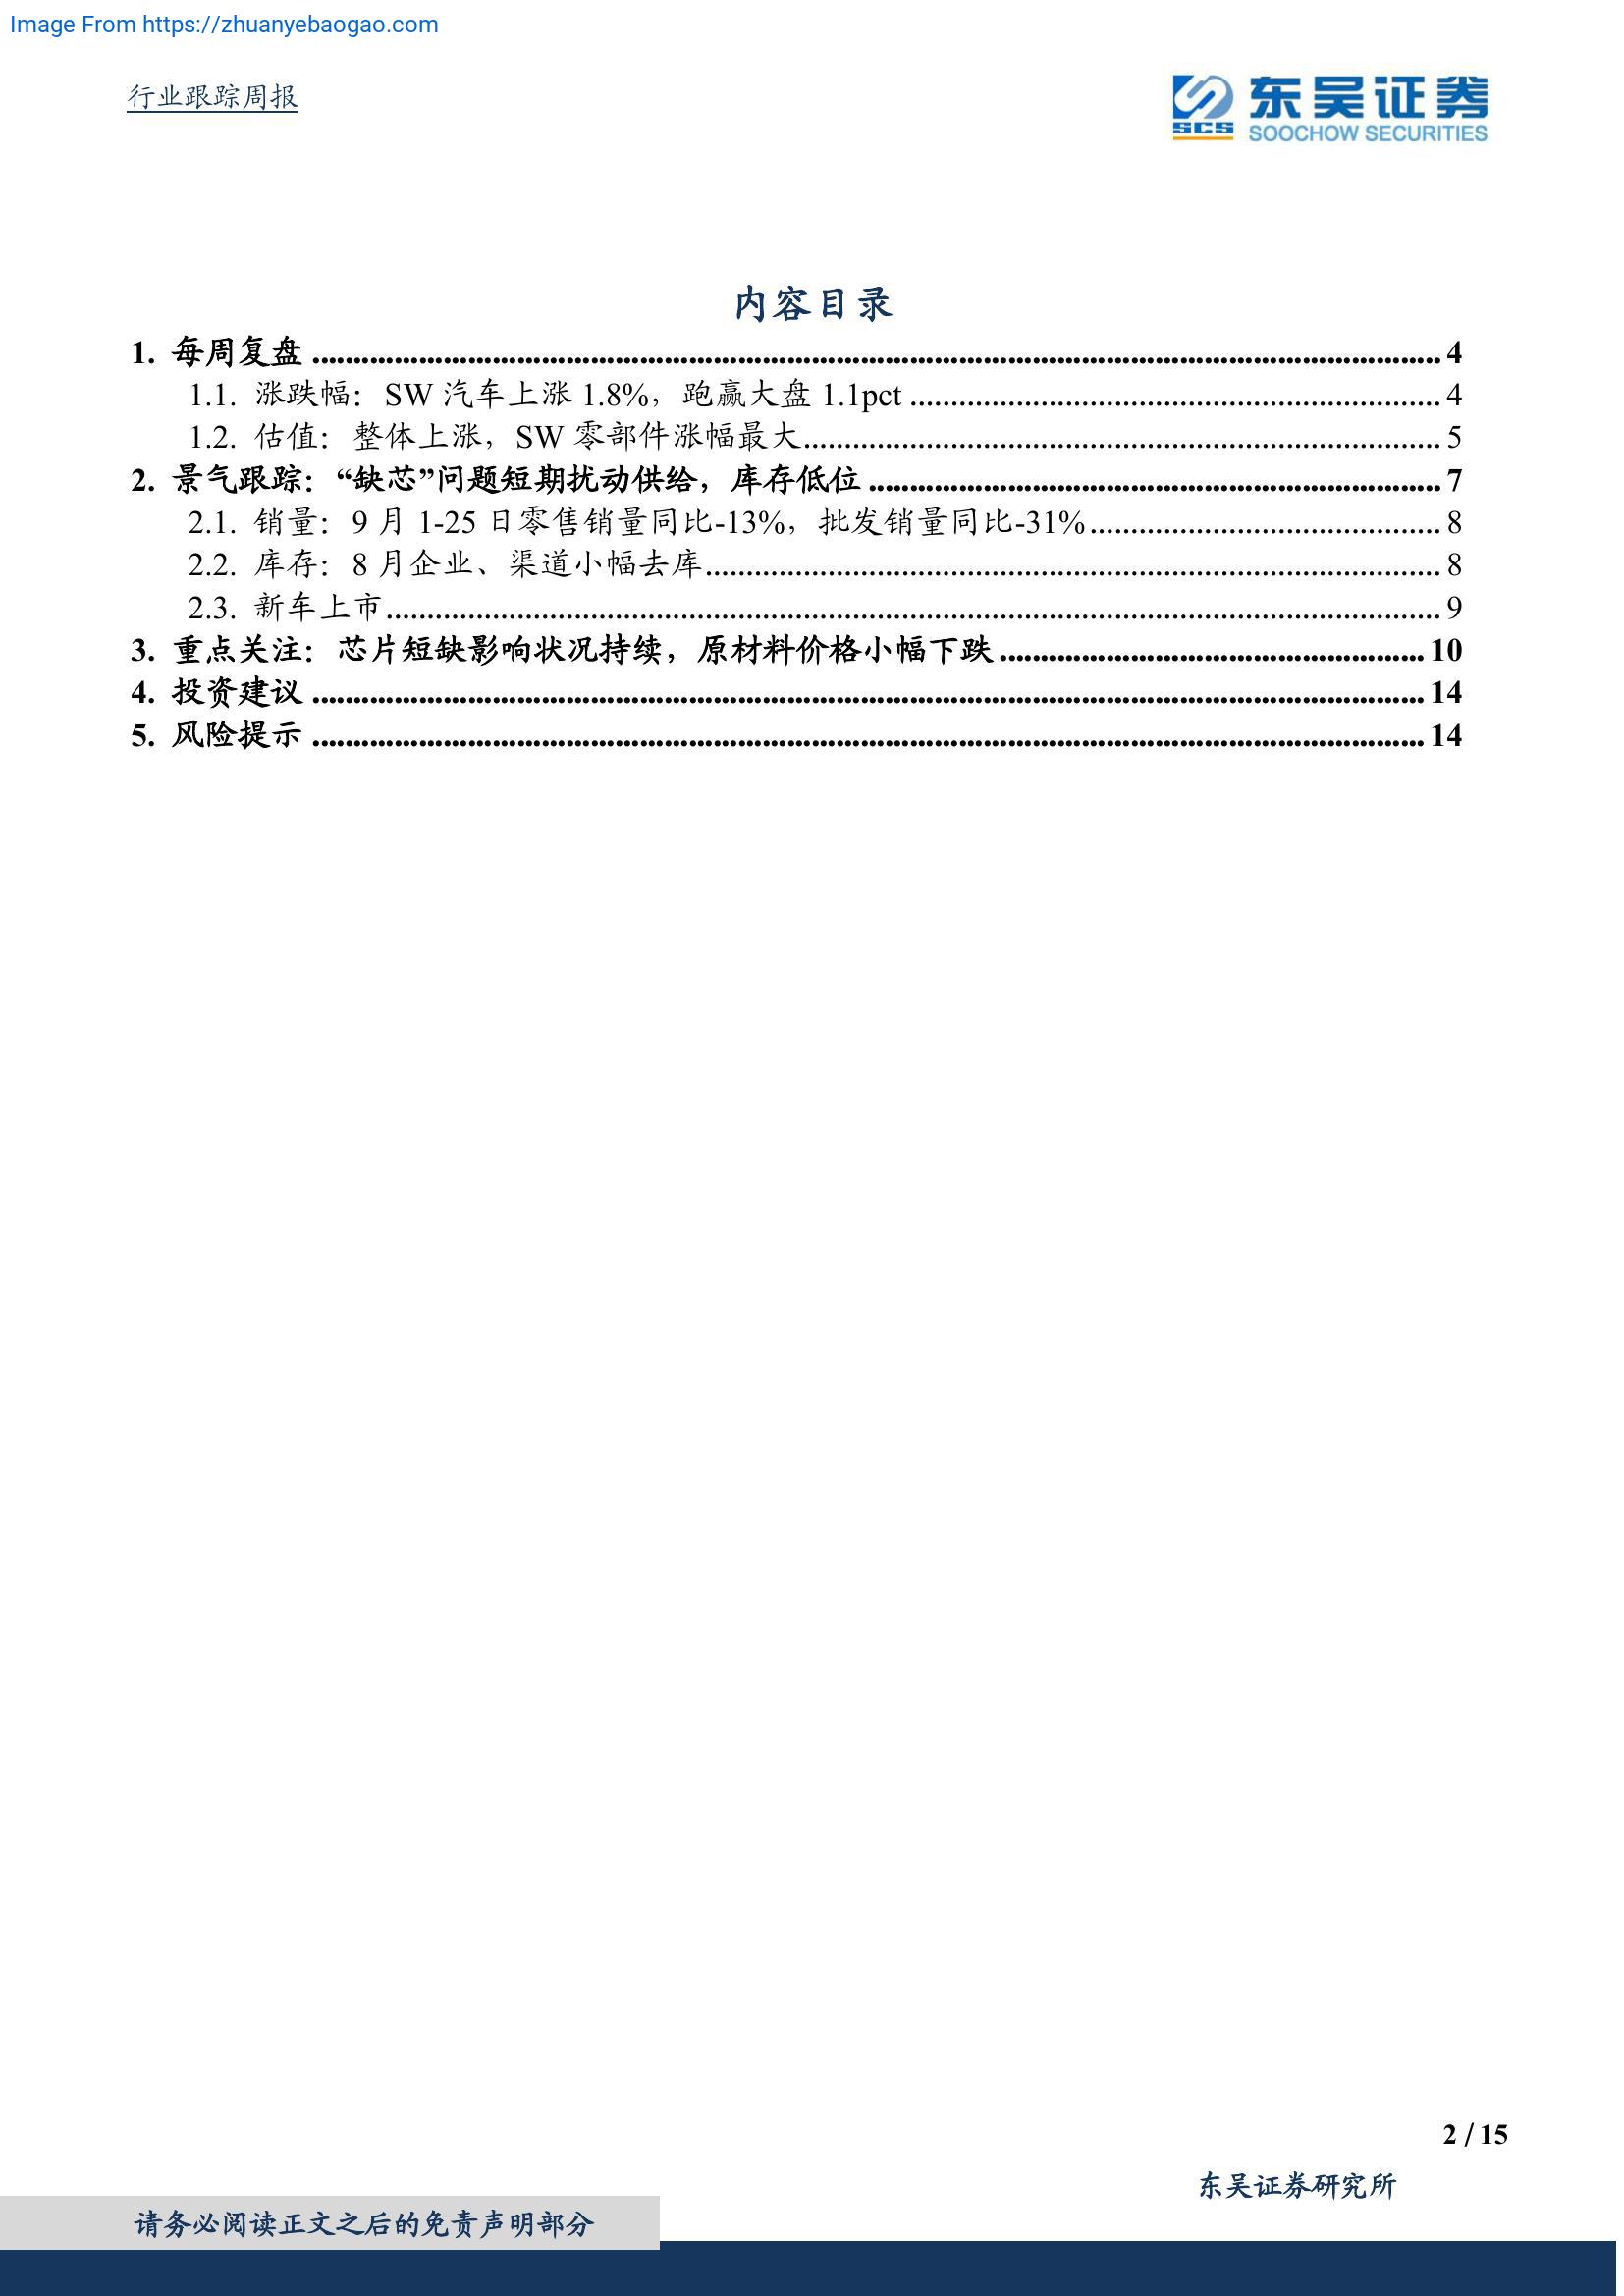 Image From https://zhuanyebaogao.com
行业跟踪周报
东吴证券
SCS
SOOCHOW SECURITIES
内容目录
1. 每周复盘 ........ 4
1.1. 涨跌幅：SW 汽车上涨 1.8%，跑赢大盘 1.1pct ........ 4
1.2. 估值：整体上涨，SW 零部件涨幅最大 ........ 5
2. 景气跟踪：“缺芯”问题短期扰动供给，库存低位 ........ 7
2.1. 销量：9 月 1-25 日零售销量同比-13%，批发销量同比-31% ........ 8
2.2. 库存：8 月企业、渠道小幅去库 ........ 8
2.3. 新车上市 ........ 9
3. 重点关注：芯片短缺影响状况持续，原材料价格小幅下跌 ........ 10
4. 投资建议 ........ 14
5. 风险提示 ........ 14
2 / 15
东吴证券研究所
请务必阅读正文之后的免责声明部分